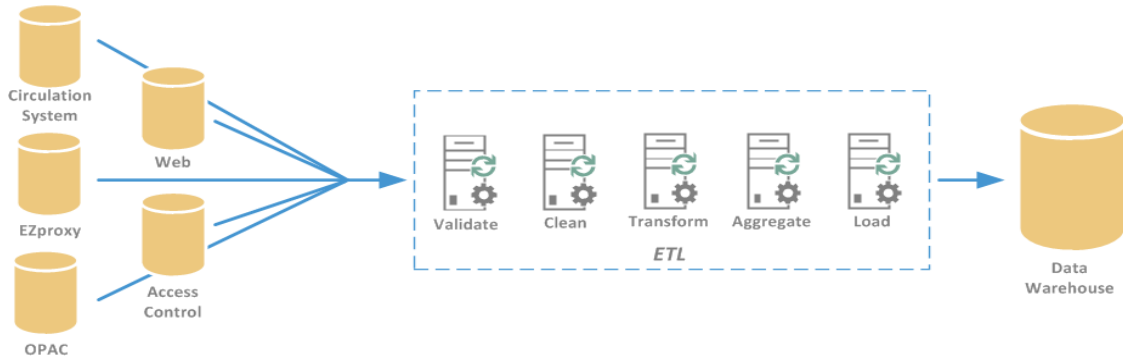 Circulation
System
Web
EZproxy
Access
Control
OPAC
Validate
Clean
Transform
Aggregate
Load
ETL
Data
Warehouse